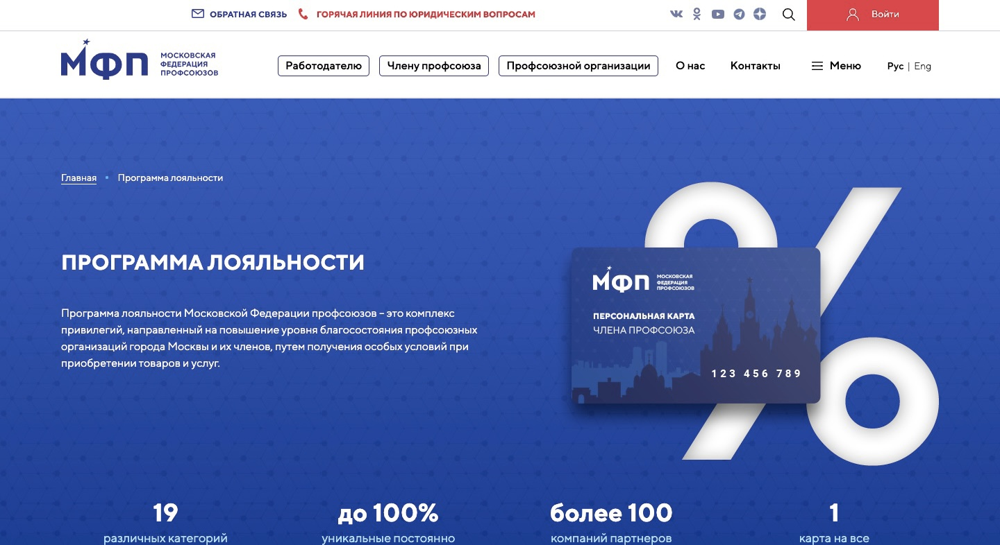 ОБРАТНАЯ СВЯЗЬ
ГОРЯЧАЯ ЛИНИЯ ПО ЮРИДИЧЕСКИМ ВОПРОСАМ
Войти
МФП
МОСКОВСКАЯ
ФЕДЕРАЦИЯ
ПРОФСОЮЗОВ
Работодателю
Члену профсоюза
Профсоюзной организации
О нас
Контакты
Меню
Рус | Eng
Главная • Программа лояльности
ПРОГРАММА ЛОЯЛЬНОСТИ
Программа лояльности Московской Федерации профсоюзов – это комплекс
привилегий, направленный на повышение уровня благосостояния профсоюзных
организаций города Москвы и их членов, путем получения особых условий при
приобретении товаров и услуг.
%
МФП
МОСКОВСКАЯ
ФЕДЕРАЦИЯ
ПРОФСОЮЗОВ
ПЕРСОНАЛЬНАЯ КАРТА
ЧЛЕНА ПРОФСОЮЗА
123 456 789
19
различных категорий
до 100%
уникальные постоянно
более 100
компаний партнеров
1
карта на все